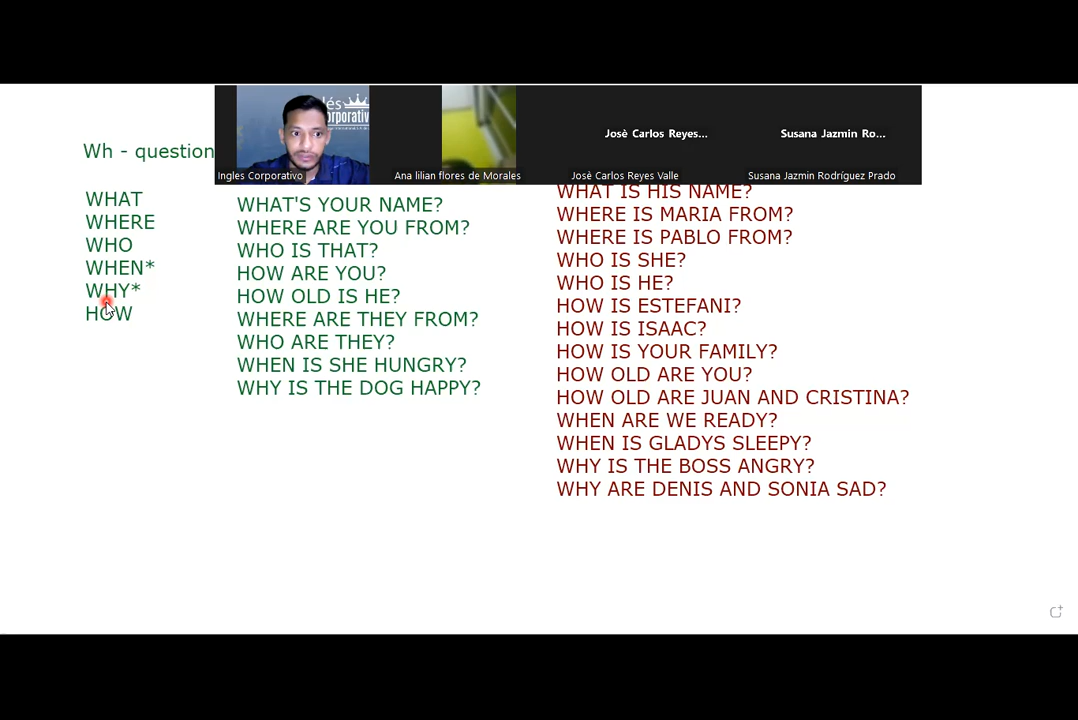 lés
corporativo
Josè Carlos Reyes...
Susana Jazmin Ro...
Ingles Corporativo
Ana lilian flores de Morales
Josè Carlos Reyes Valle
Susana Jazmin Rodríguez Prado
Wh - question
WHAT
WHERE
WHO
WHEN*
WHY*
HOW
WHAT'S YOUR NAME?
WHERE ARE YOU FROM?
WHO IS THAT?
HOW ARE YOU?
HOW OLD IS HE?
WHERE ARE THEY FROM?
WHO ARE THEY?
WHEN IS SHE HUNGRY?
WHY IS THE DOG HAPPY?
WHAT IS HIS NAME?
WHERE IS MARIA FROM?
WHERE IS PABLO FROM?
WHO IS SHE?
WHO IS HE?
HOW IS ESTEFANI?
HOW IS ISAAC?
HOW IS YOUR FAMILY?
HOW OLD ARE YOU?
HOW OLD ARE JUAN AND CRISTINA?
WHEN ARE WE READY?
WHEN IS GLADYS SLEEPY?
WHY IS THE BOSS ANGRY?
WHY ARE DENIS AND SONIA SAD?